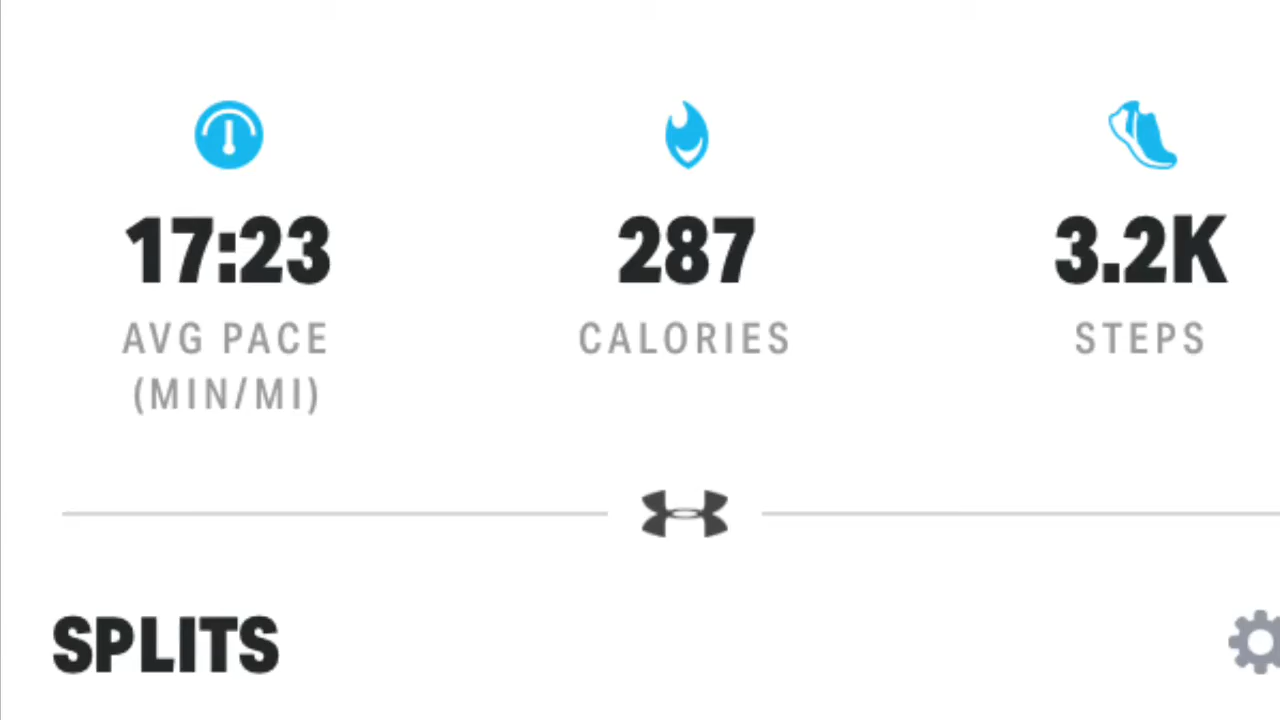 17:23
287
3.2K
AVG PACE
(MIN/MI)
CALORIES
STEPS
SPLITS